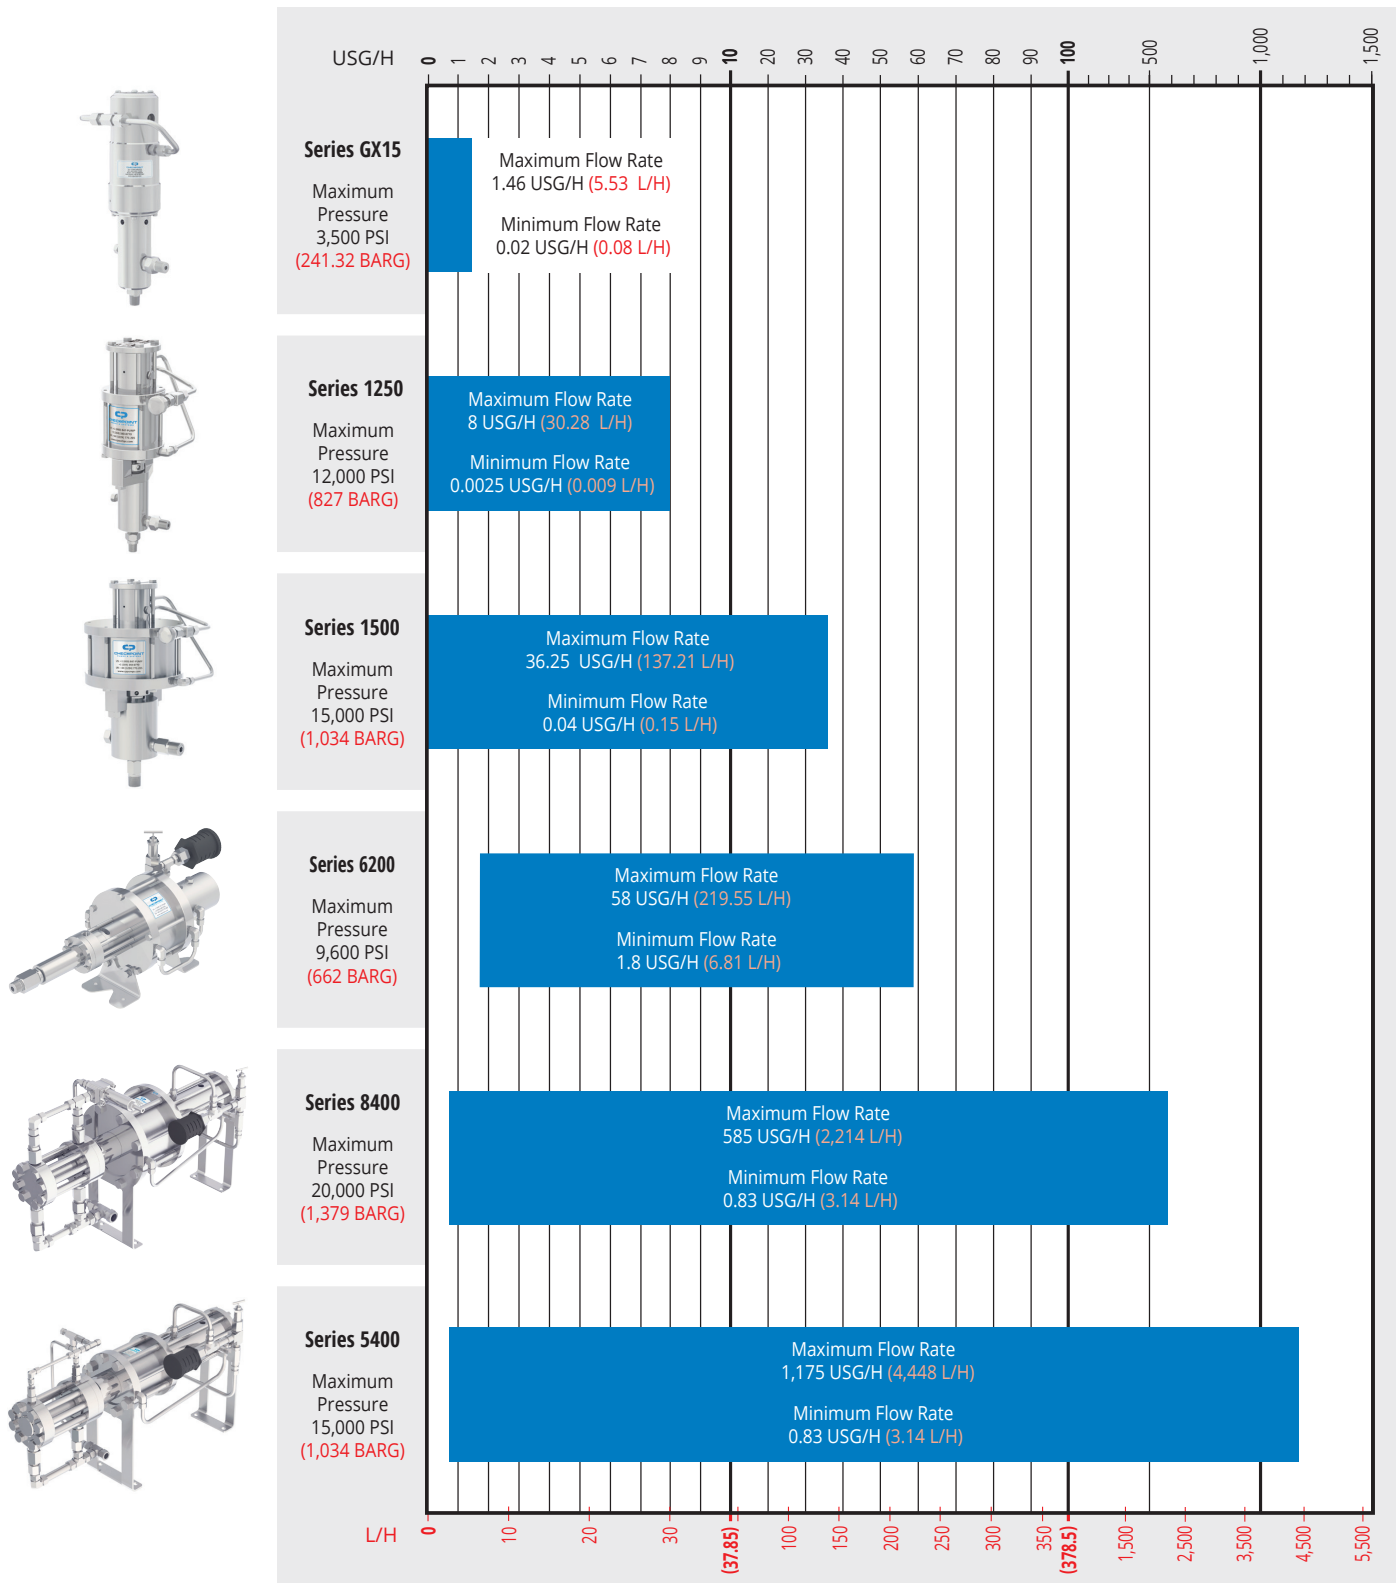 USG/H 0 1 2 3 4 5 6 7 8 9 10 20 30 40 50 60 70 80 90 100 500 1,000 1,500
Series GX15
Maximum
Pressure
3,500 PSI
(241.32 BARG)
Maximum Flow Rate
1.46 USG/H (5.53 L/H)
Minimum Flow Rate
0.02 USG/H (0.08 L/H)
Series 1250
Maximum
Pressure
12,000 PSI
(827 BARG)
Maximum Flow Rate
8 USG/H (30.28 L/H)
Minimum Flow Rate
0.0025 USG/H (0.009 L/H)
Series 1500
Maximum
Pressure
15,000 PSI
(1,034 BARG)
Maximum Flow Rate
36.25 USG/H (137.21 L/H)
Minimum Flow Rate
0.04 USG/H (0.15 L/H)
Series 6200
Maximum
Pressure
9,600 PSI
(662 BARG)
Maximum Flow Rate
58 USG/H (219.55 L/H)
Minimum Flow Rate
1.8 USG/H (6.81 L/H)
Series 8400
Maximum
Pressure
20,000 PSI
(1,379 BARG)
Maximum Flow Rate
585 USG/H (2,214 L/H)
Minimum Flow Rate
0.83 USG/H (3.14 L/H)
Series 5400
Maximum
Pressure
15,000 PSI
(1,034 BARG)
Maximum Flow Rate
1,175 USG/H (4,448 L/H)
Minimum Flow Rate
0.83 USG/H (3.14 L/H)
L/H 0 10 20 30 (37.85) 100 150 200 250 300 350 (378.5) 1,500 2,500 3,500 4,500 5,500